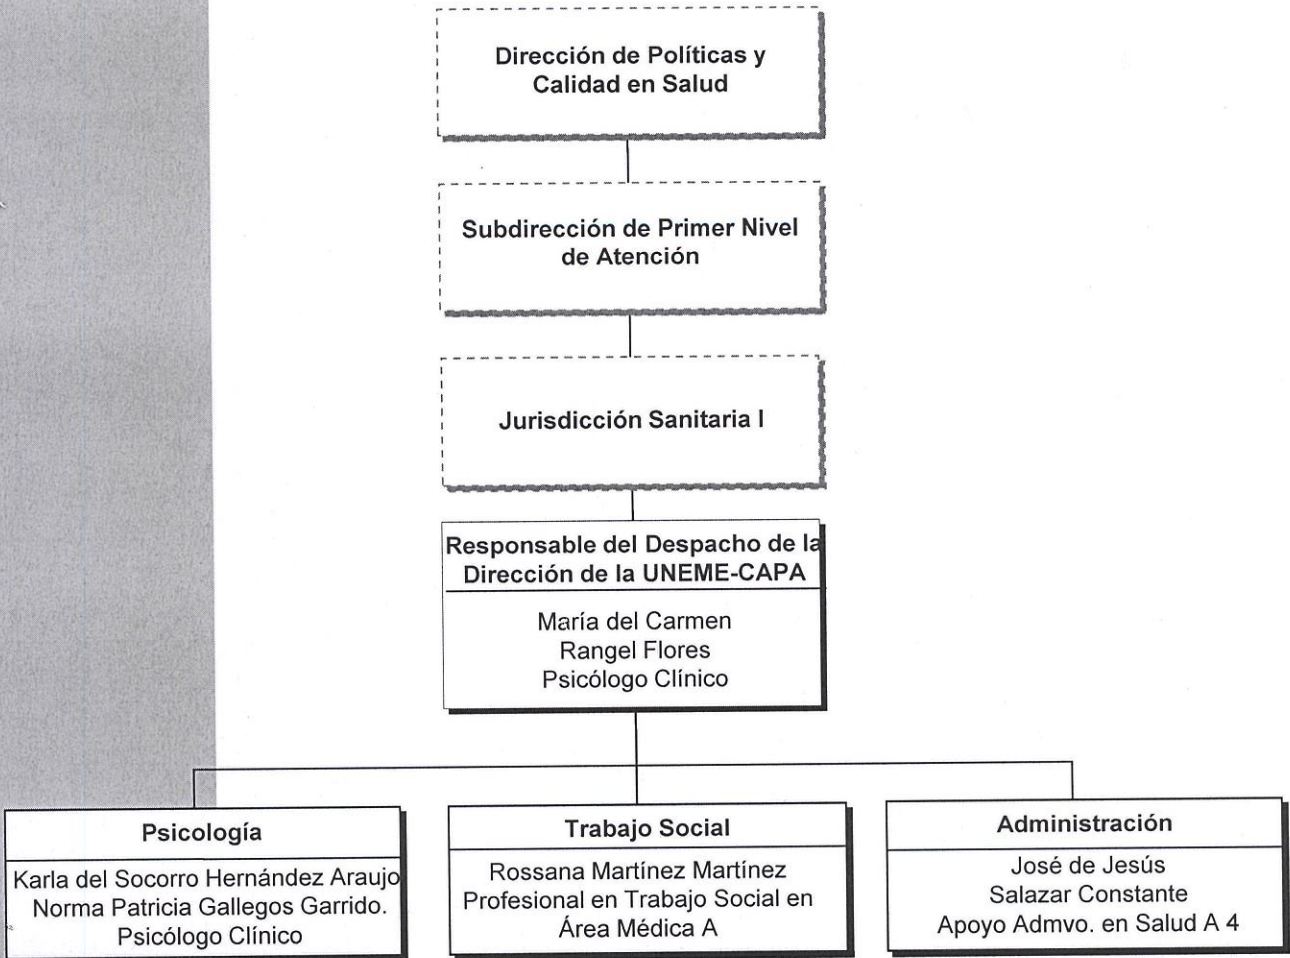 Dirección de Políticas y
Calidad en Salud
Subdirección de Primer Nivel
de Atención
Jurisdicción Sanitaria I
Responsable del Despacho de la
Dirección de la UNEME-CAPA
María del Carmen
Rangel Flores
Psicólogo Clínico
Psicología
Karla del Socorro Hernández Araujo
Norma Patricia Gallegos Garrido.
Psicólogo Clínico
Trabajo Social
Rossana Martínez Martínez
Profesional en Trabajo Social en
Área Médica A
Administración
José de Jesús
Salazar Constante
Apoyo Admvo. en Salud A 4